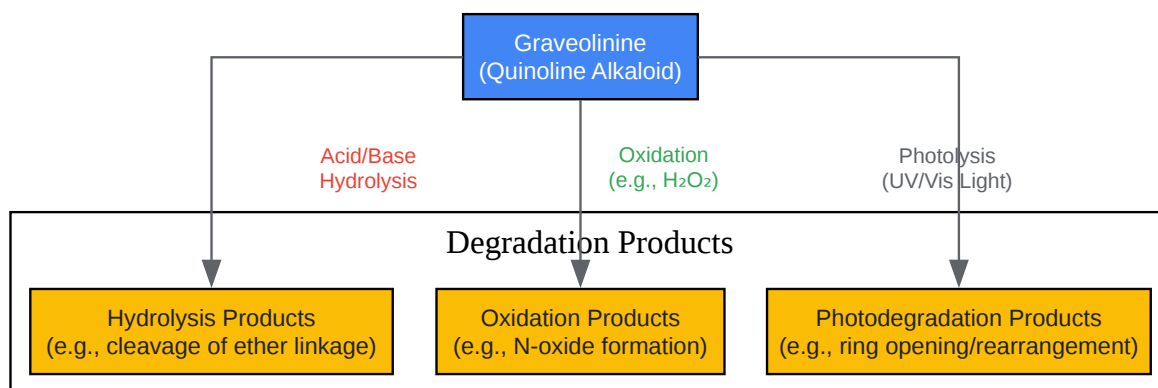 Graveolinine
(Quinoline Alkaloid)
Acid/Base
Hydrolysis
Oxidation
(e.g., H₂O₂)
Photolysis
(UV/Vis Light)
Degradation Products
Hydrolysis Products
(e.g., cleavage of ether linkage)
Oxidation Products
(e.g., N-oxide formation)
Photodegradation Products
(e.g., ring opening/rearrangement)